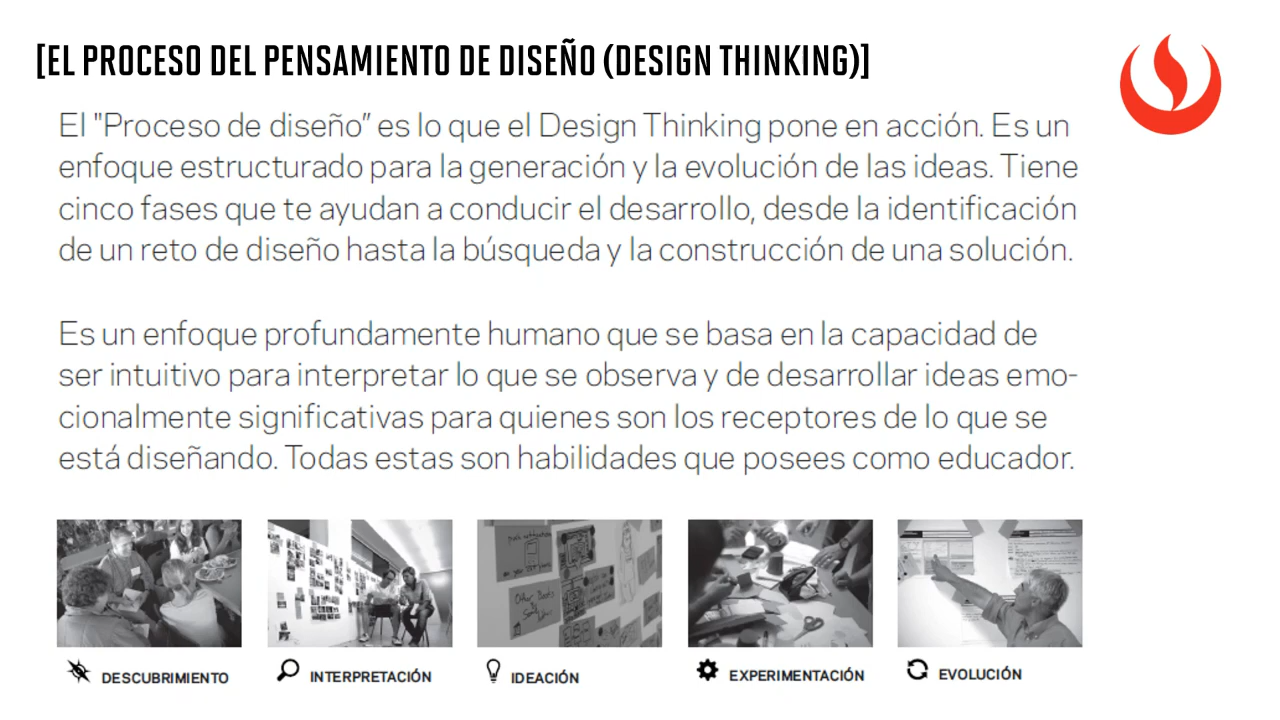 [EL PROCESO DEL PENSAMIENTO DE DISEÑO (DESIGN THINKING)]
El "Proceso de diseño” es lo que el Design Thinking pone en acción. Es un
enfoque estructurado para la generación y la evolución de las ideas. Tiene
cinco fases que te ayudan a conducir el desarrollo, desde la identificación
de un reto de diseño hasta la búsqueda y la construcción de una solución.
Es un enfoque profundamente humano que se basa en la capacidad de
ser intuitivo para interpretar lo que se observa y de desarrollar ideas emo-
cionalmente significativas para quienes son los receptores de lo que se
está diseñando. Todas estas son habilidades que posees como educador.
Other
DESCUBRIMIENTO
INTERPRETACIÓN
IDEACIÓN
EXPERIMENTACIÓN
EVOLUCIÓN